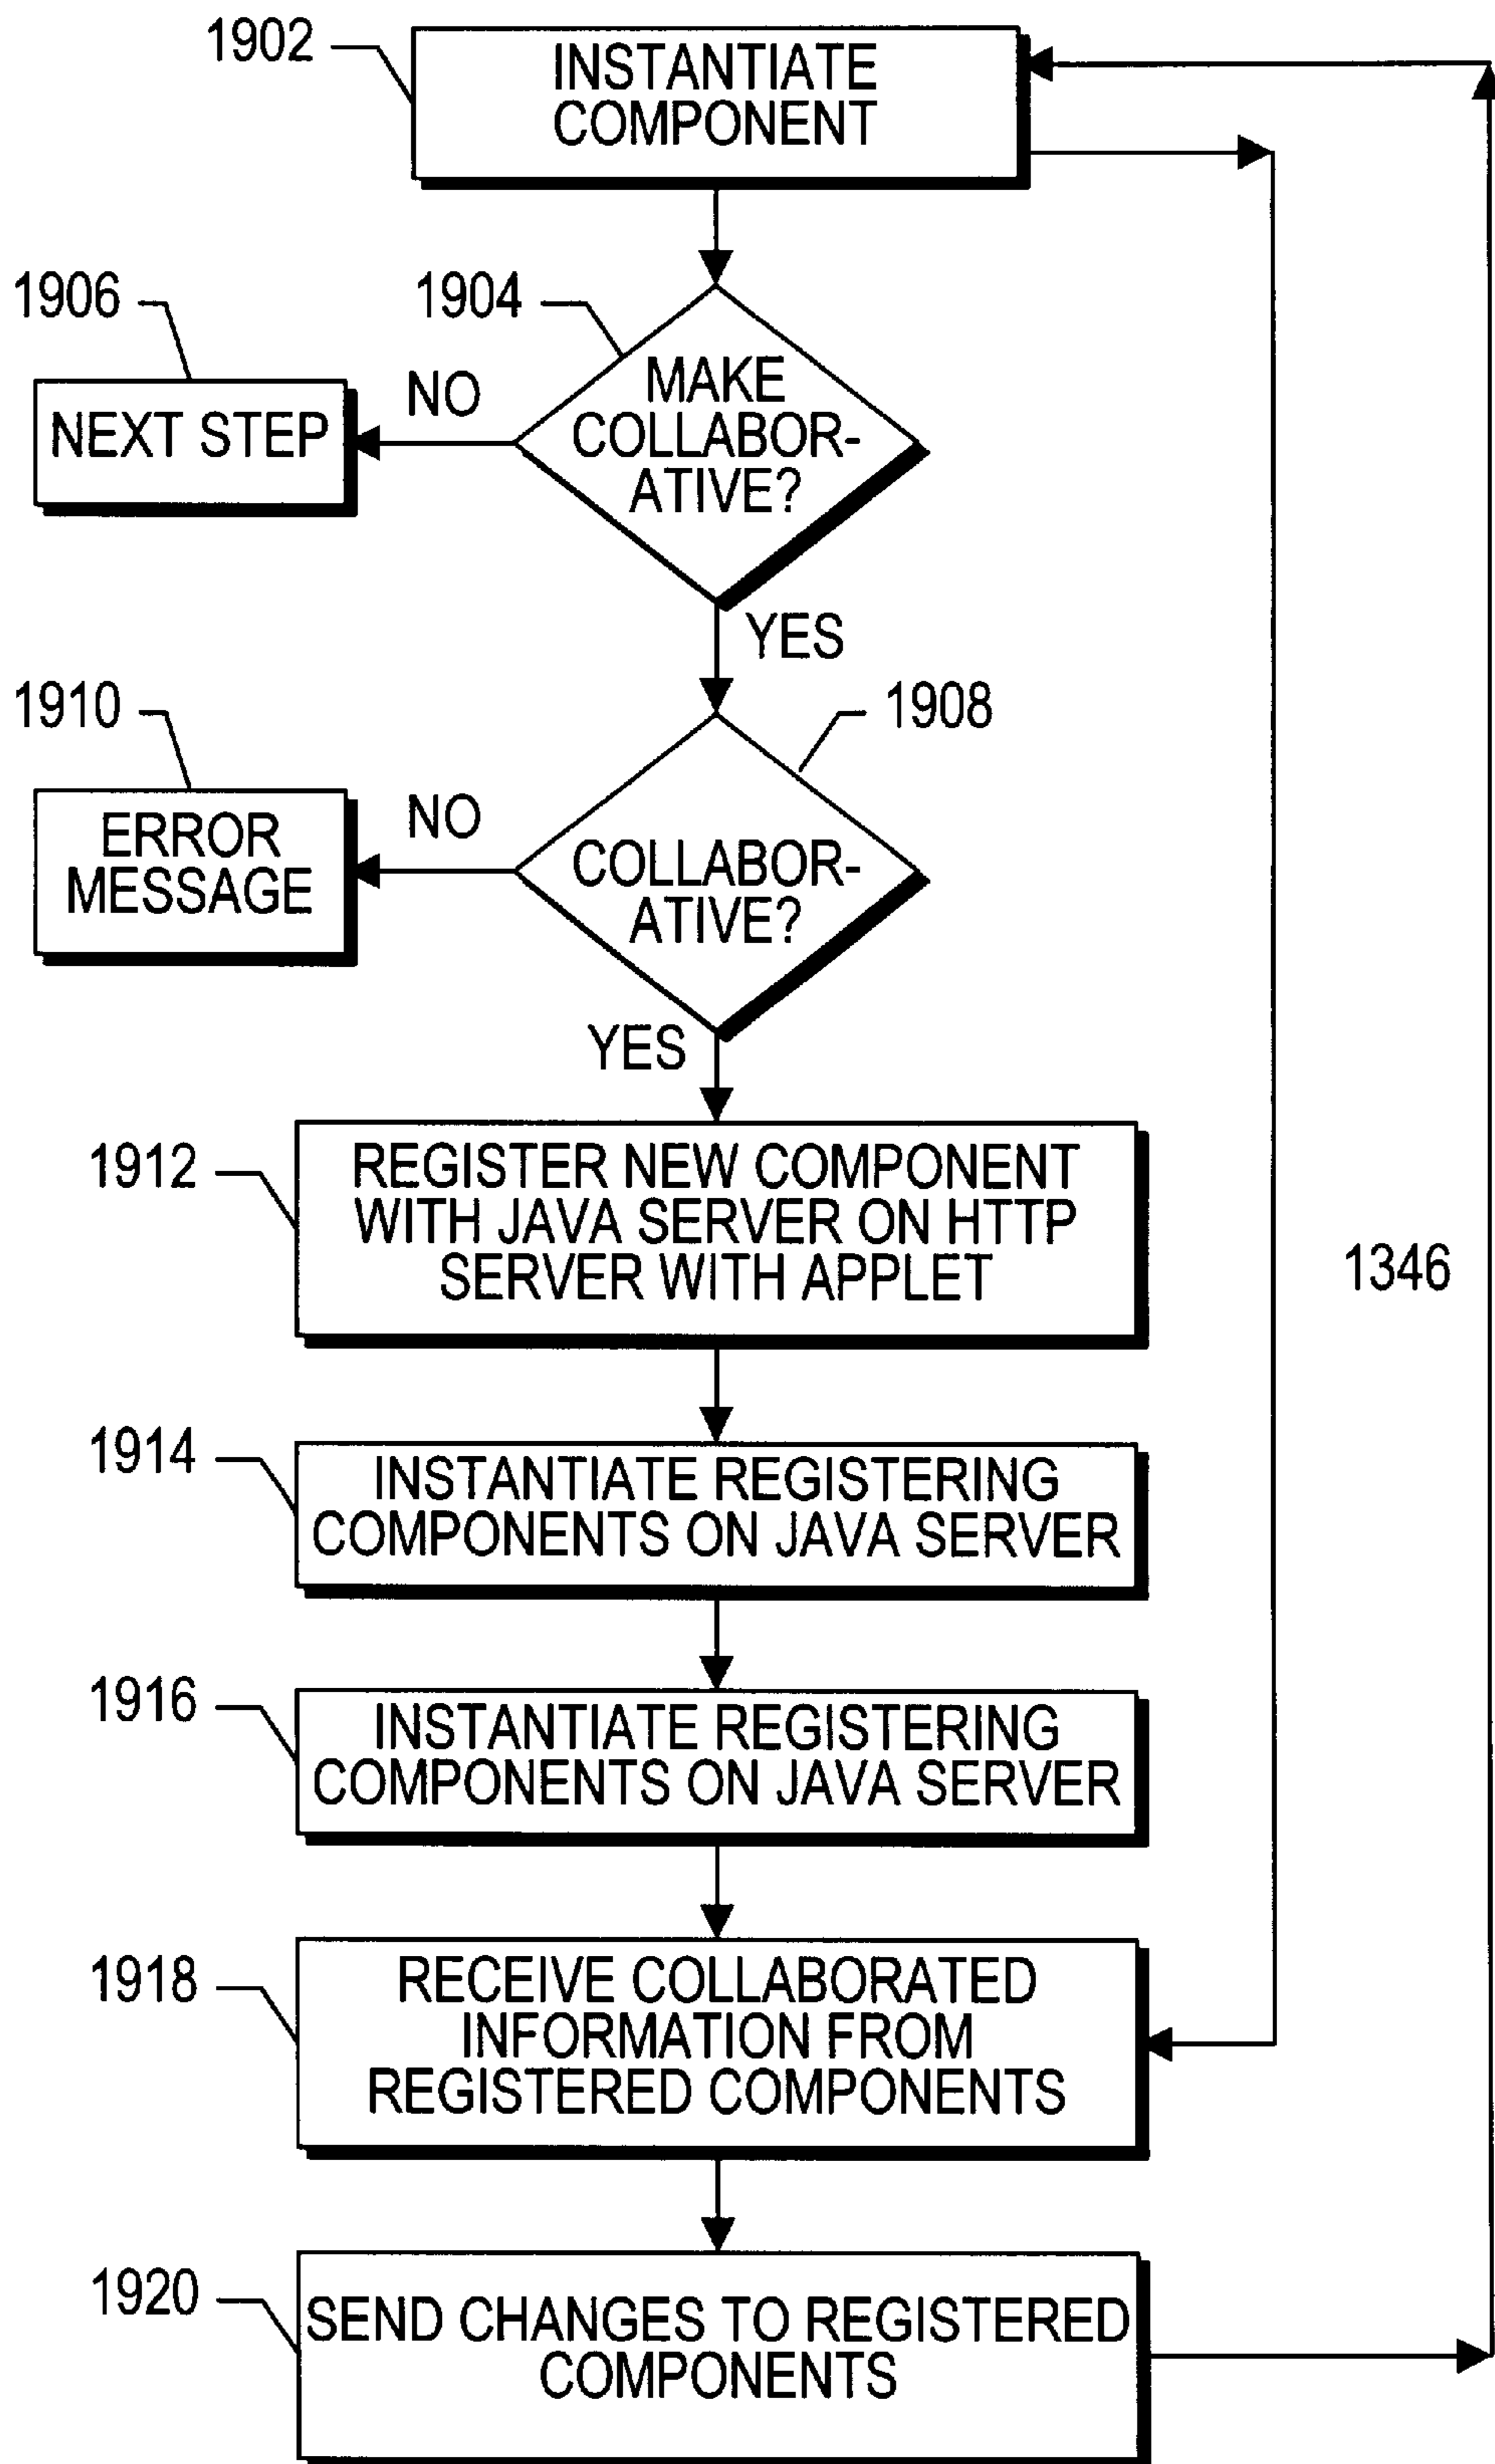 1902
INSTANTIATE
COMPONENT
1906
1904
NEXT STEP
NO
MAKE
COLLABOR-
ATIVE?
YES
1910
1908
ERROR
MESSAGE
NO
COLLABOR-
ATIVE?
YES
1912
REGISTER NEW COMPONENT
WITH JAVA SERVER ON HTTP
SERVER WITH APPLET
1346
1914
INSTANTIATE REGISTERING
COMPONENTS ON JAVA SERVER
1916
INSTANTIATE REGISTERING
COMPONENTS ON JAVA SERVER
1918
RECEIVE COLLABORATED
INFORMATION FROM
REGISTERED COMPONENTS
1920
SEND CHANGES TO REGISTERED
COMPONENTS